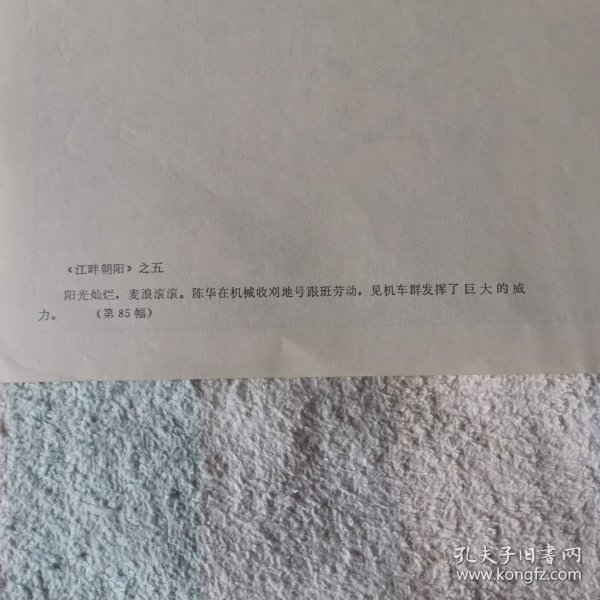 《江畔朝阳》之五
阳光灿烂，麦浪滚滚。陈华在机械收刈地号跟班劳动，见机车群发挥了巨大的威
力。 （第85幅）
孔夫子旧书网
www.kongfz.com